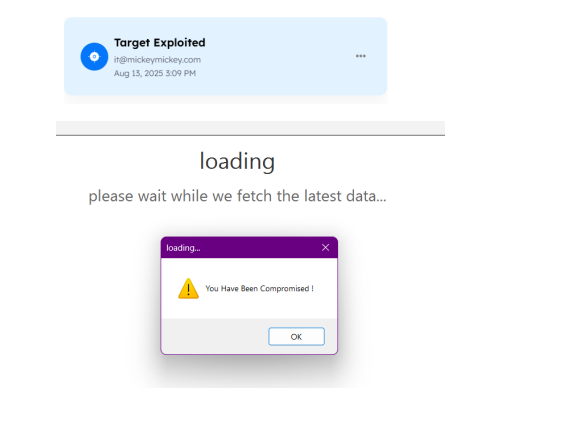 Target Exploited
it@mickeymickey.com
Aug 13, 2025 3:09 PM
loading
please wait while we fetch the latest data...
loading...
You Have Been Compromised !
OK